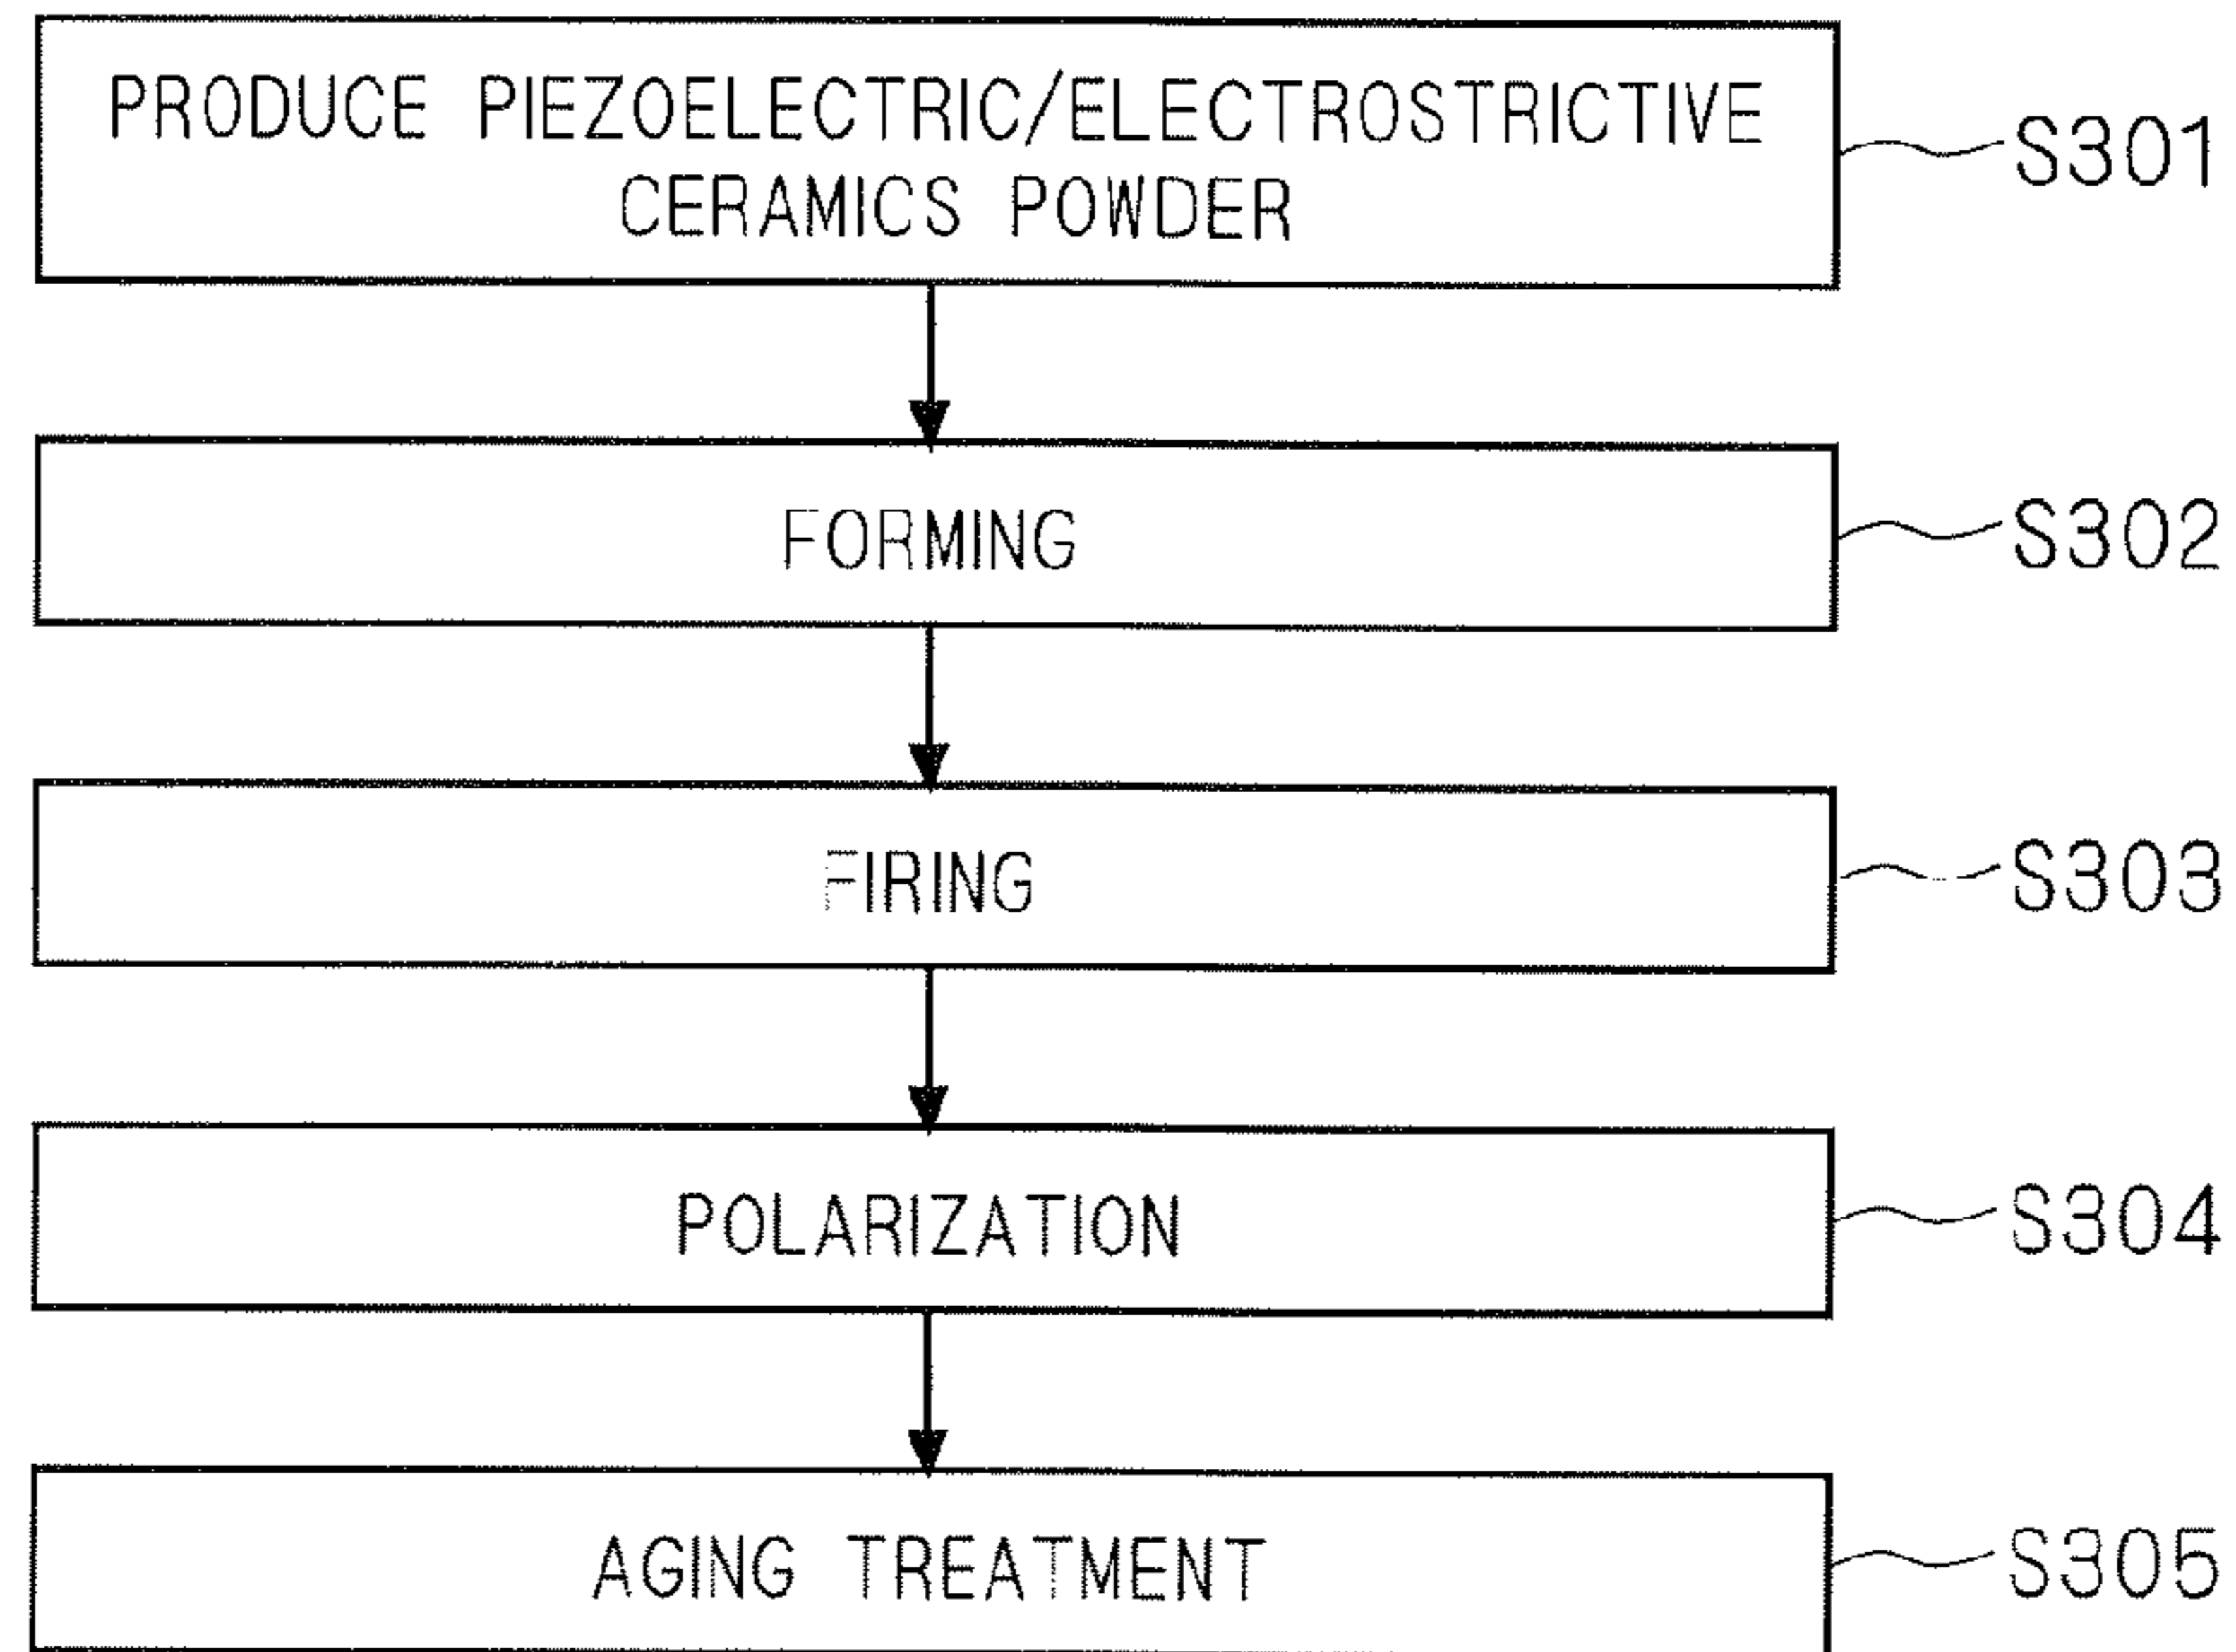 PRODUCE PIEZOELECTRIC/ELECTROSTRICTIVE
CERAMICS POWDER
S301
FORMING
S302
FIRING
S303
POLARIZATION
S304
AGING TREATMENT
S305